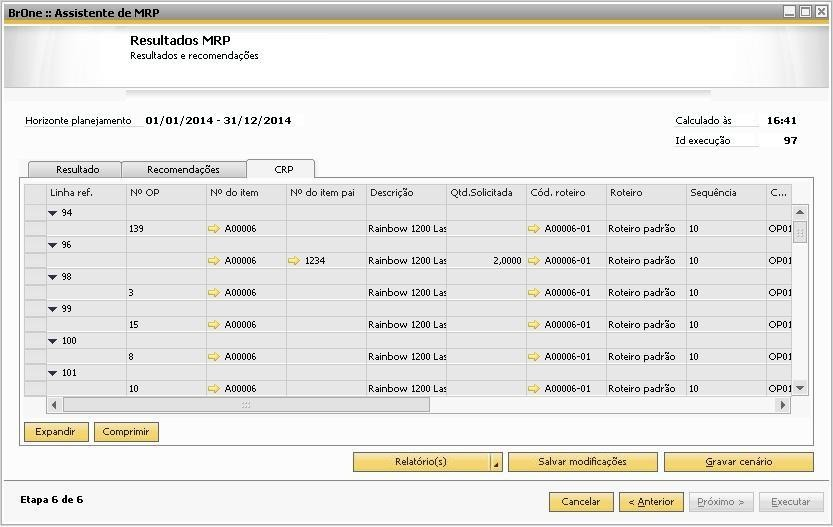 BrOne :: Assistente de MRP
Resultados MRP
Resultados e recomendações
Horizonte planejamento 01/01/2014 - 31/12/2014 Calculado às 16:41
Id execução 97
Resultado Recomendações CRP
Linha ref. Nº OP Nº do item Nº do item pai Descrição Qtd.Solicitada Cód. roteiro Roteiro Sequência C...
94
139 A00006 Rainbow 1200 Las A00006-01 Roteiro padrão 10 OP01
96
A00006 1234 Rainbow 1200 Las 2,0000 A00006-01 Roteiro padrão 10 OP01
98
3 A00006 Rainbow 1200 Las A00006-01 Roteiro padrão 10 OP01
99
15 A00006 Rainbow 1200 Las A00006-01 Roteiro padrão 10 OP01
100
8 A00006 Rainbow 1200 Las A00006-01 Roteiro padrão 10 OP01
101
10 A00006 Rainbow 1200 Las A00006-01 Roteiro padrão 10 OP01
Expandir Comprimir
Relatório(s) Salvar modificações Gravar cenário
Etapa 6 de 6 Cancelar < Anterior Próximo > Executar